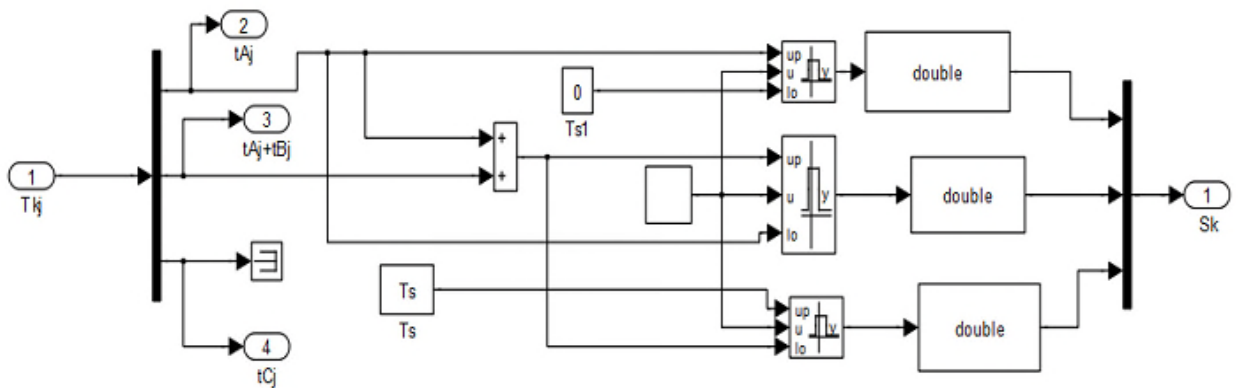 2
tAj
3
tAj+tBj
1
Tkj
4
tCj
+
+
0
Ts1
Ts
Ts
up
u
lo
y
up
u
lo
y
up
u
lo
y
double
double
double
1
Sk